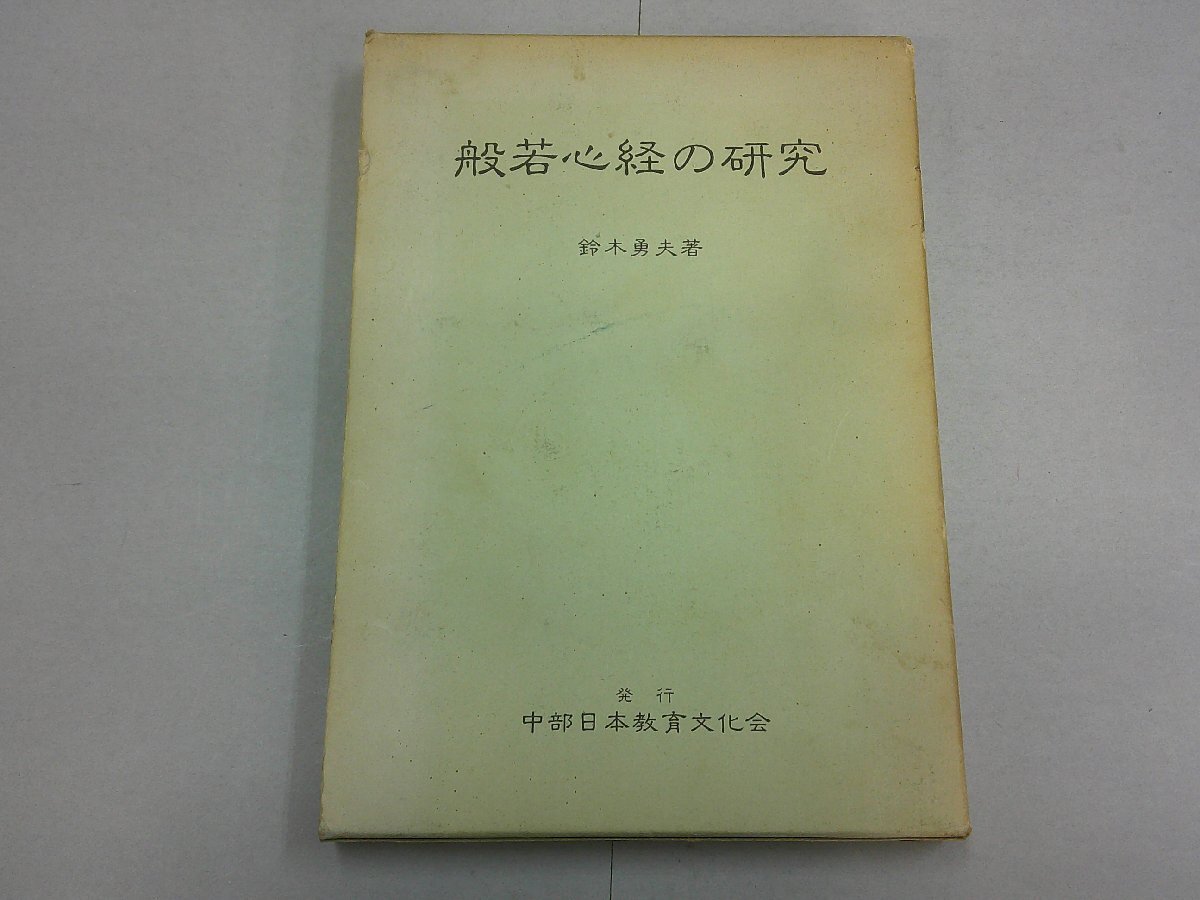 般若心経の研究
鈴木勇夫著
発行
中部日本教育文化会